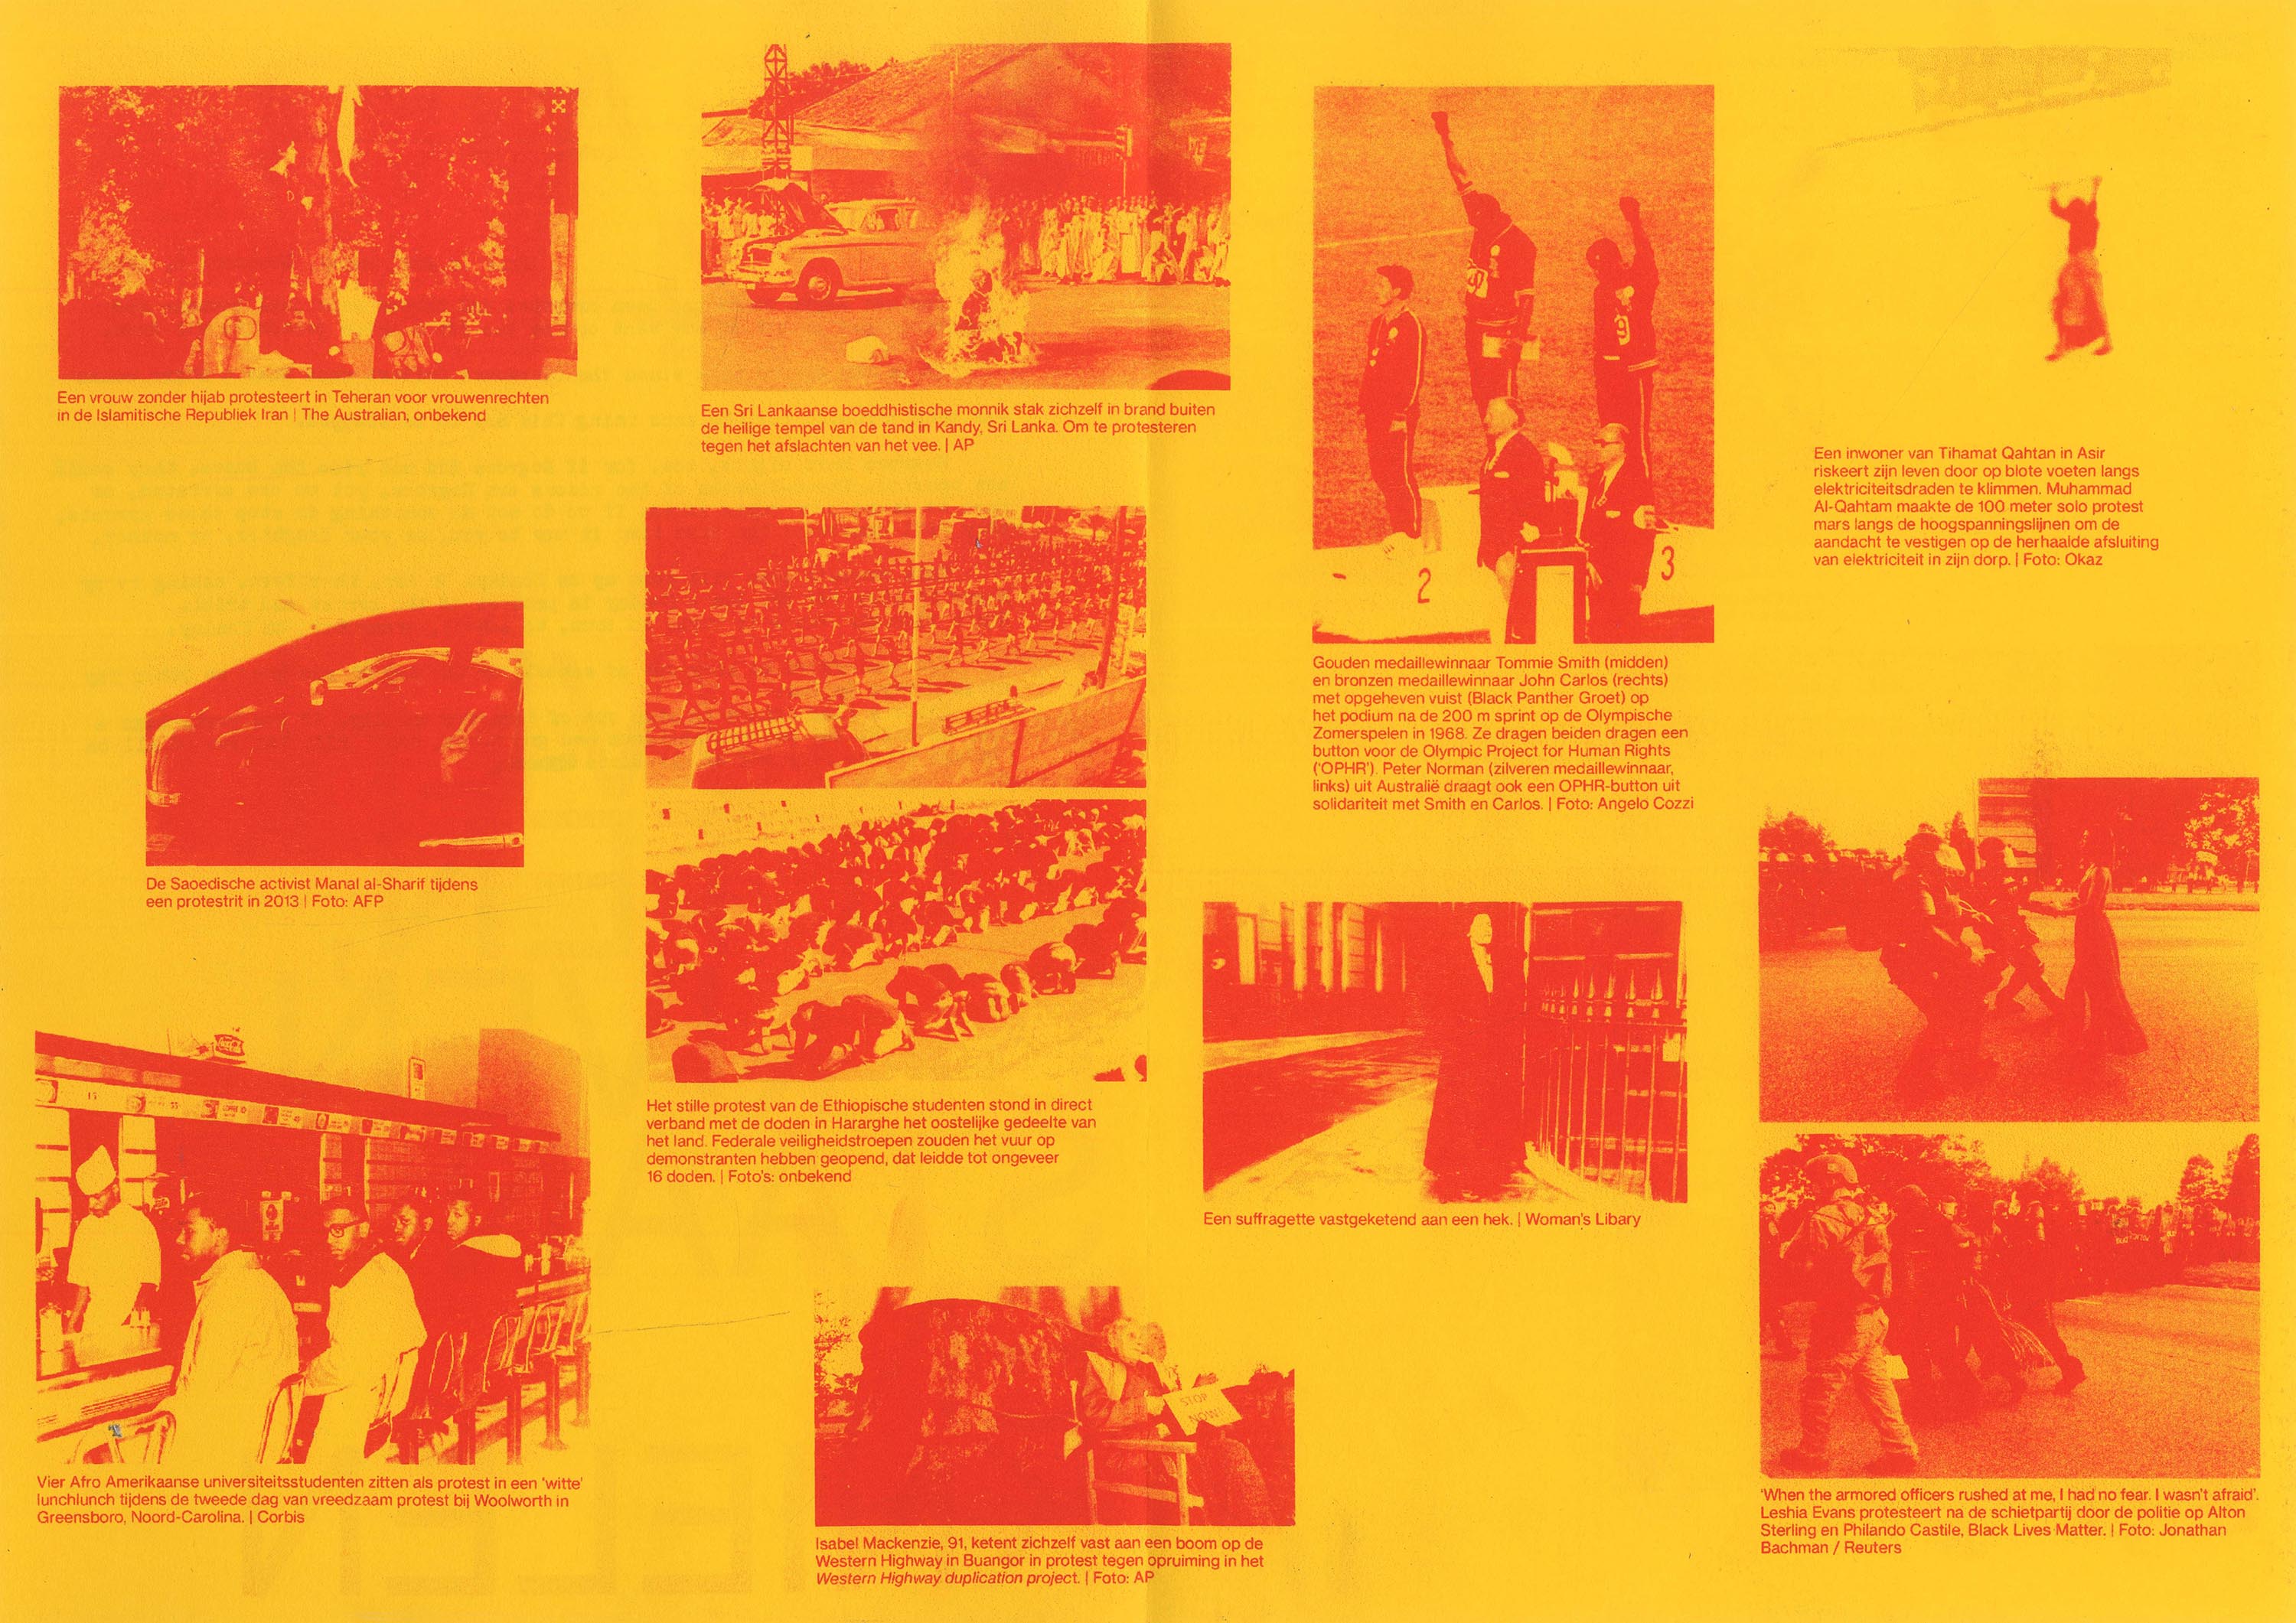 Een vrouw zonder hijab protesteert in Teheran voor vrouwenrechten
in de Islamitische Republiek Iran | The Australian, onbekend
De Saoedische activist Manal al-Sharif tijdens
een protestrit in 2013 | Foto: AFP
Vier Afro Amerikaanse universiteitsstudenten zitten als protest in een 'witte'
lunchlunch tijdens de tweede dag van vreedzaam protest bij Woolworth in
Greensboro, Noord-Carolina. | Corbis
Een Sri Lankaanse boeddhistische monnik stak zichzelf in brand buiten
de heilige tempel van de tand in Kandy, Sri Lanka. Om te protesteren
tegen het afslachten van het vee. | AP
Het stille protest van de Ethiopische studenten stond in direct
verband met de doden in Hararghe het oostelijke gedeelte van
het land. Federale veiligheidstroepen zouden het vuur op
demonstranten hebben geopend, dat leidde tot ongeveer
16 doden. | Foto's: onbekend
STOP
NOW
Isabel Mackenzie, 91, ketent zichzelf vast aan een boom op de
Western Highway in Buangor in protest tegen opruiming in het
Western Highway duplication project. | Foto: AP
2
3
Gouden medaillewinnaar Tommie Smith (midden)
en bronzen medaillewinnaar John Carlos (rechts)
met opgeheven vuist (Black Panther Groet) op
het podium na de 200 m sprint op de Olympische
Zomerspelen in 1968. Ze dragen beiden dragen een
button voor de Olympic Project for Human Rights
('OPHR'). Peter Norman (zilveren medaillewinnaar,
links) uit Australië draagt ook een OPHR-button uit
solidariteit met Smith en Carlos. | Foto: Angelo Cozzi
Een suffragette vastgeketend aan een hek. | Woman's Libary
Een inwoner van Tihamat Qahtan in Asir
riskeert zijn leven door op blote voeten langs
elektriciteitsdraden te klimmen. Muhammad
Al-Qahtam maakte de 100 meter solo protest
mars langs de hoogspanningslijnen om de
aandacht te vestigen op de herhaalde afsluiting
van elektriciteit in zijn dorp. | Foto: Okaz
'When the armored officers rushed at me, I had no fear. I wasn't afraid'.
Leshia Evans protesteert na de schietpartij door de politie op Alton
Sterling en Philando Castile, Black Lives Matter. | Foto: Jonathan
Bachman / Reuters